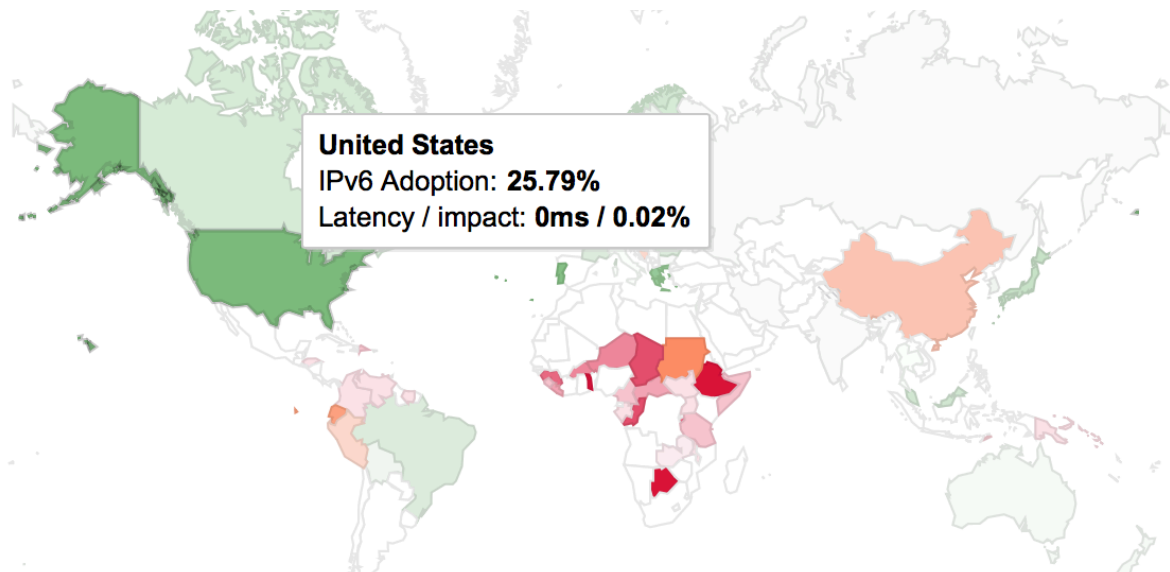 United States
IPv6 Adoption: 25.79%
Latency / impact: 0ms / 0.02%